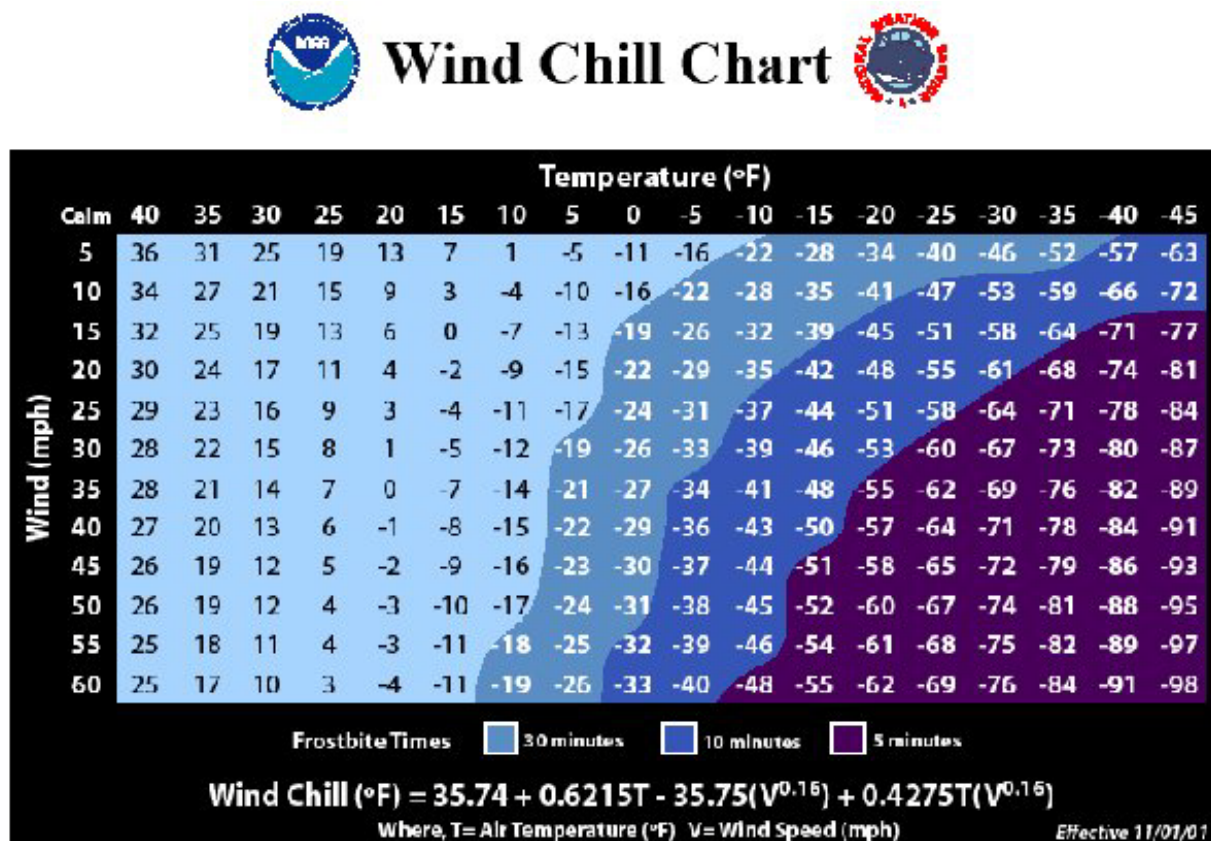 NOAA
Wind Chill Chart
NATIONAL WEATHER SERVICE
Temperature (°F)
Calm 40 35 30 25 20 15 10 5 0 -5 -10 -15 -20 -25 -30 -35 -40 -45
5 36 31 25 19 13 7 1 -5 -11 -16 -22 -28 -34 -40 -46 -52 -57 -63
10 34 27 21 15 9 3 -4 -10 -16 -22 -28 -35 -41 -47 -53 -59 -66 -72
15 32 25 19 13 6 0 -7 -13 -19 -26 -32 -39 -45 -51 -58 -64 -71 -77
20 30 24 17 11 4 -2 -9 -15 -22 -29 -35 -42 -48 -55 -61 -68 -74 -81
25 29 23 16 9 3 -4 -11 -17 -24 -31 -37 -44 -51 -58 -64 -71 -78 -84
30 28 22 15 8 1 -5 -12 -19 -26 -33 -39 -46 -53 -60 -67 -73 -80 -87
35 28 21 14 7 0 -7 -14 -21 -27 -34 -41 -48 -55 -62 -69 -76 -82 -89
40 27 20 13 6 -1 -8 -15 -22 -29 -36 -43 -50 -57 -64 -71 -78 -84 -91
45 26 19 12 5 -2 -9 -16 -23 -30 -37 -44 -51 -58 -65 -72 -79 -86 -93
50 26 19 12 4 -3 -10 -17 -24 -31 -38 -45 -52 -60 -67 -74 -81 -88 -95
55 25 18 11 4 -3 -11 -18 -25 -32 -39 -46 -54 -61 -68 -75 -82 -89 -97
60 25 17 10 3 -4 -11 -19 -26 -33 -40 -48 -55 -62 -69 -76 -84 -91 -98
Wind (mph)
Frostbite Times 30 minutes 10 minutes 5 minutes
Wind Chill (°F) = 35.74 + 0.6215T - 35.75(V^0.16) + 0.4275T(V^0.16)
Where, T= Air Temperature (°F) V= Wind Speed (mph)
Effective 11/01/01